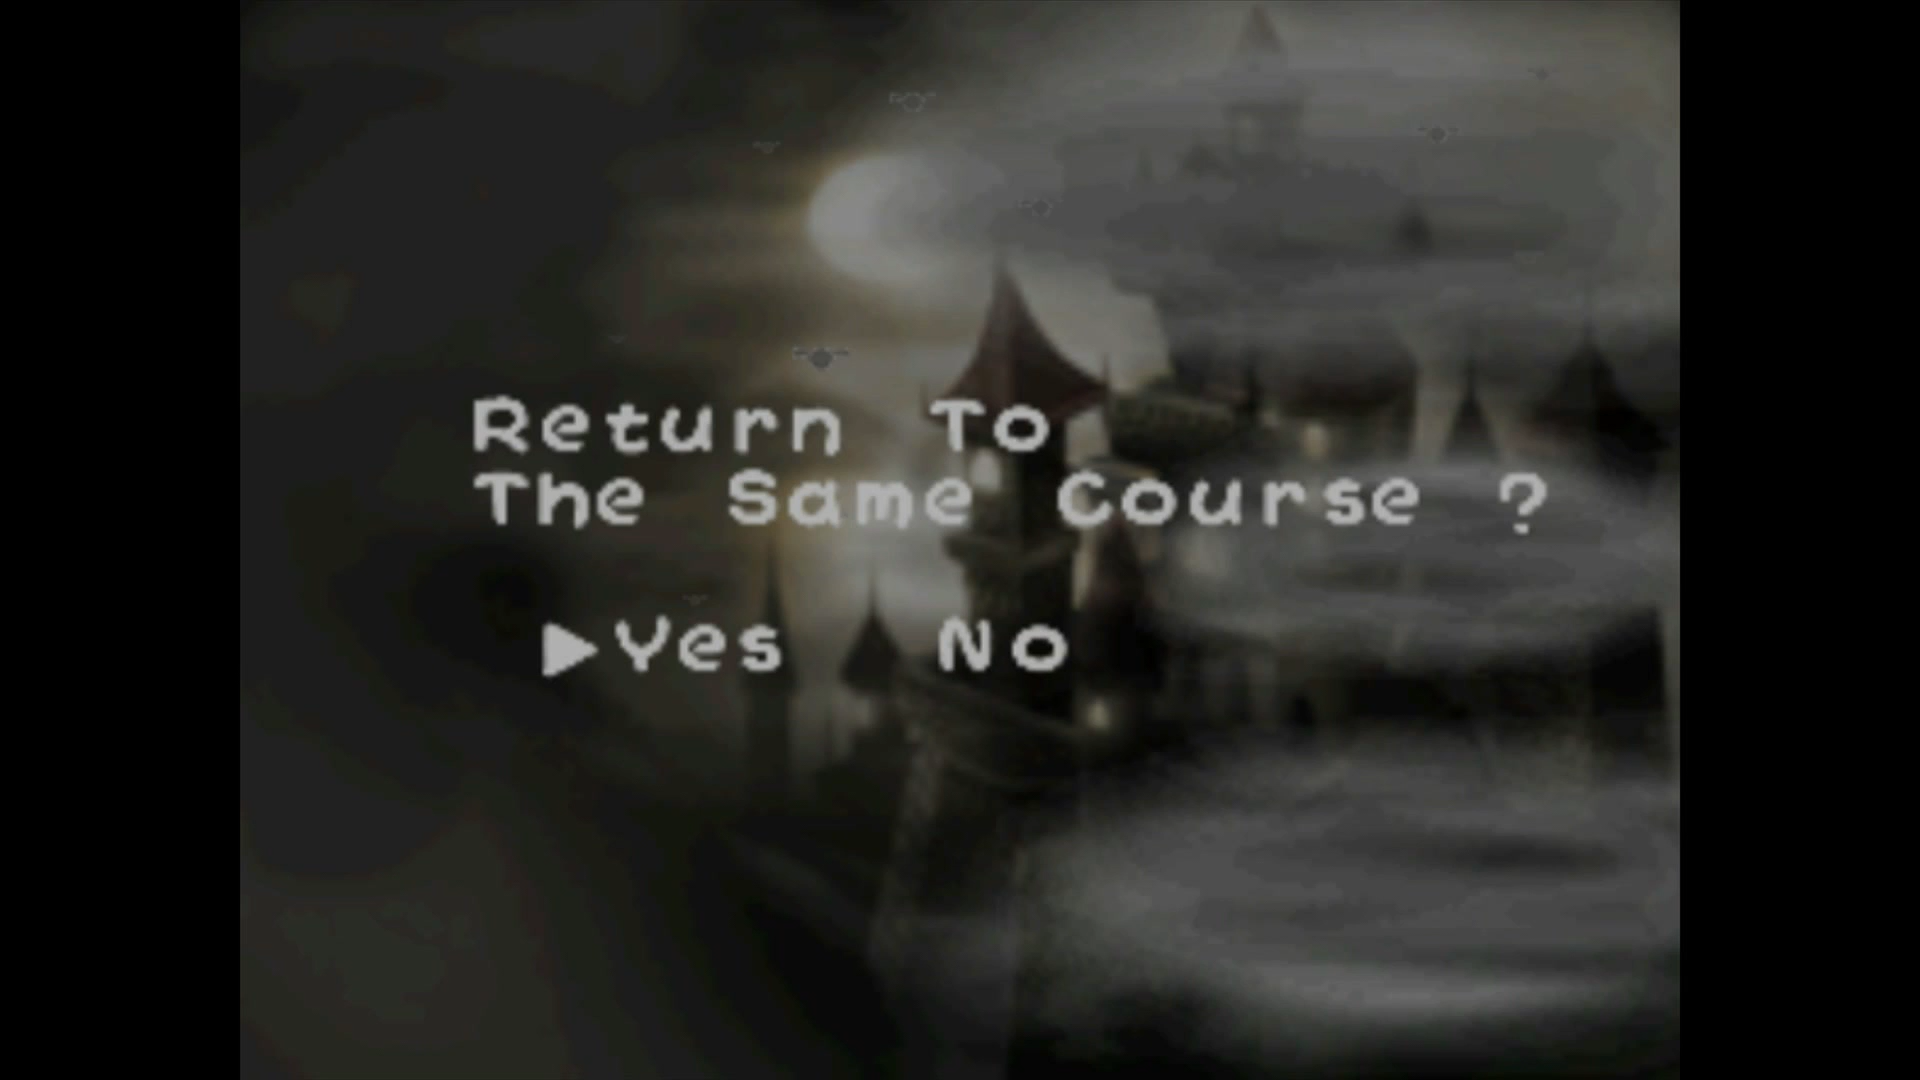 Return To
The Same Course ?
▶Yes No